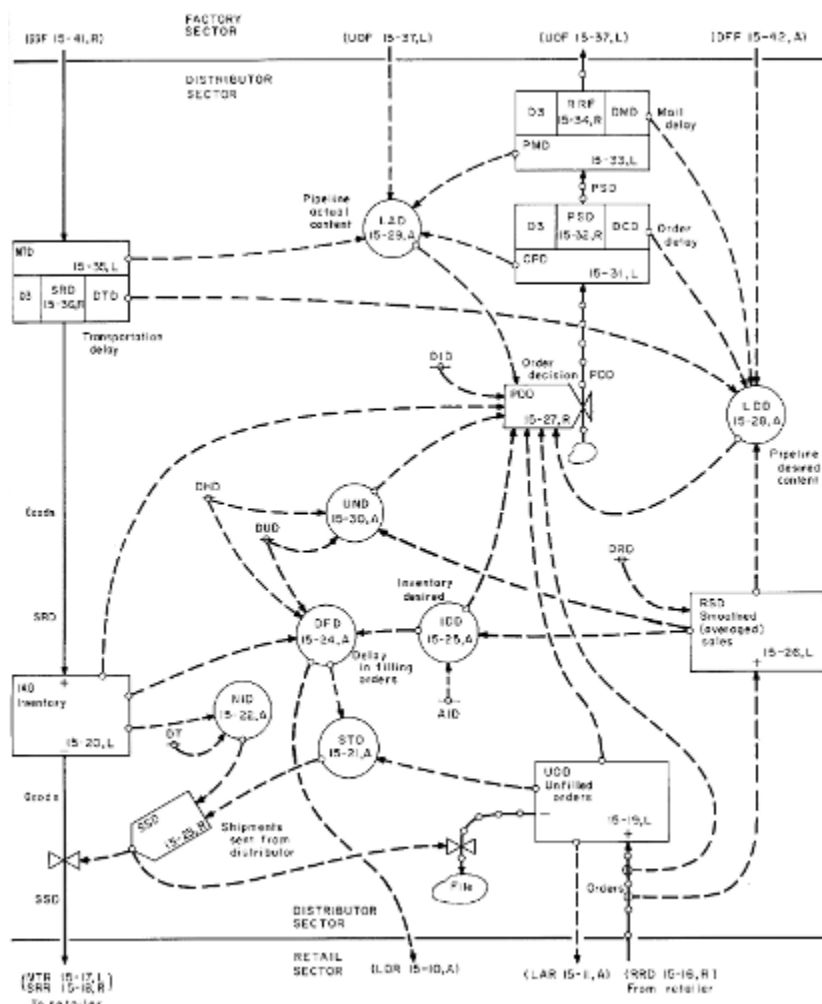 FACTORY
SECTOR
(SSF 15-41,R)
(UOF 15-37,L)
(UOF 15-37,L)
(DFF 15-42,A)
DISTRIBUTOR
SECTOR
D3
RRF
15-34,R
DMD
Mail
delay
PMD
15-33,L
PSD
Pipeline
actual
content
LAD
15-29,A
D3
PSD
15-32,R
DCD
Order
delay
CPD
15-31,L
MTD
15-35,L
D3
SRD
15-36,R
DTD
Transportation
delay
DID
Order
decision
PDD
PDD
15-27,R
LDD
15-28,A
Pipeline
desired
content
DHD
UND
15-30,A
DUD
Goods
DRD
Inventory
desired
RSD
Smoothed
(averaged)
sales
15-26,L
+
SRD
DFD
15-24,A
IDD
15-25,A
Delay
in filling
orders
AID
+
IAD
Inventory
15-20,L
NID
15-22,A
DT
STD
15-21,A
UOD
Unfilled
orders
15-19,L
+
Goods
SSD
15-23,R
Shipments
sent from
distributor
SSD
File
Orders
DISTRIBUTOR
SECTOR
RETAIL
SECTOR
(MTR 15-17,L
SRR 15-18,R)
To retailer
(LDR 15-10,A)
(LAR 15-11,A)
(RRD 15-16,R)
From retailer